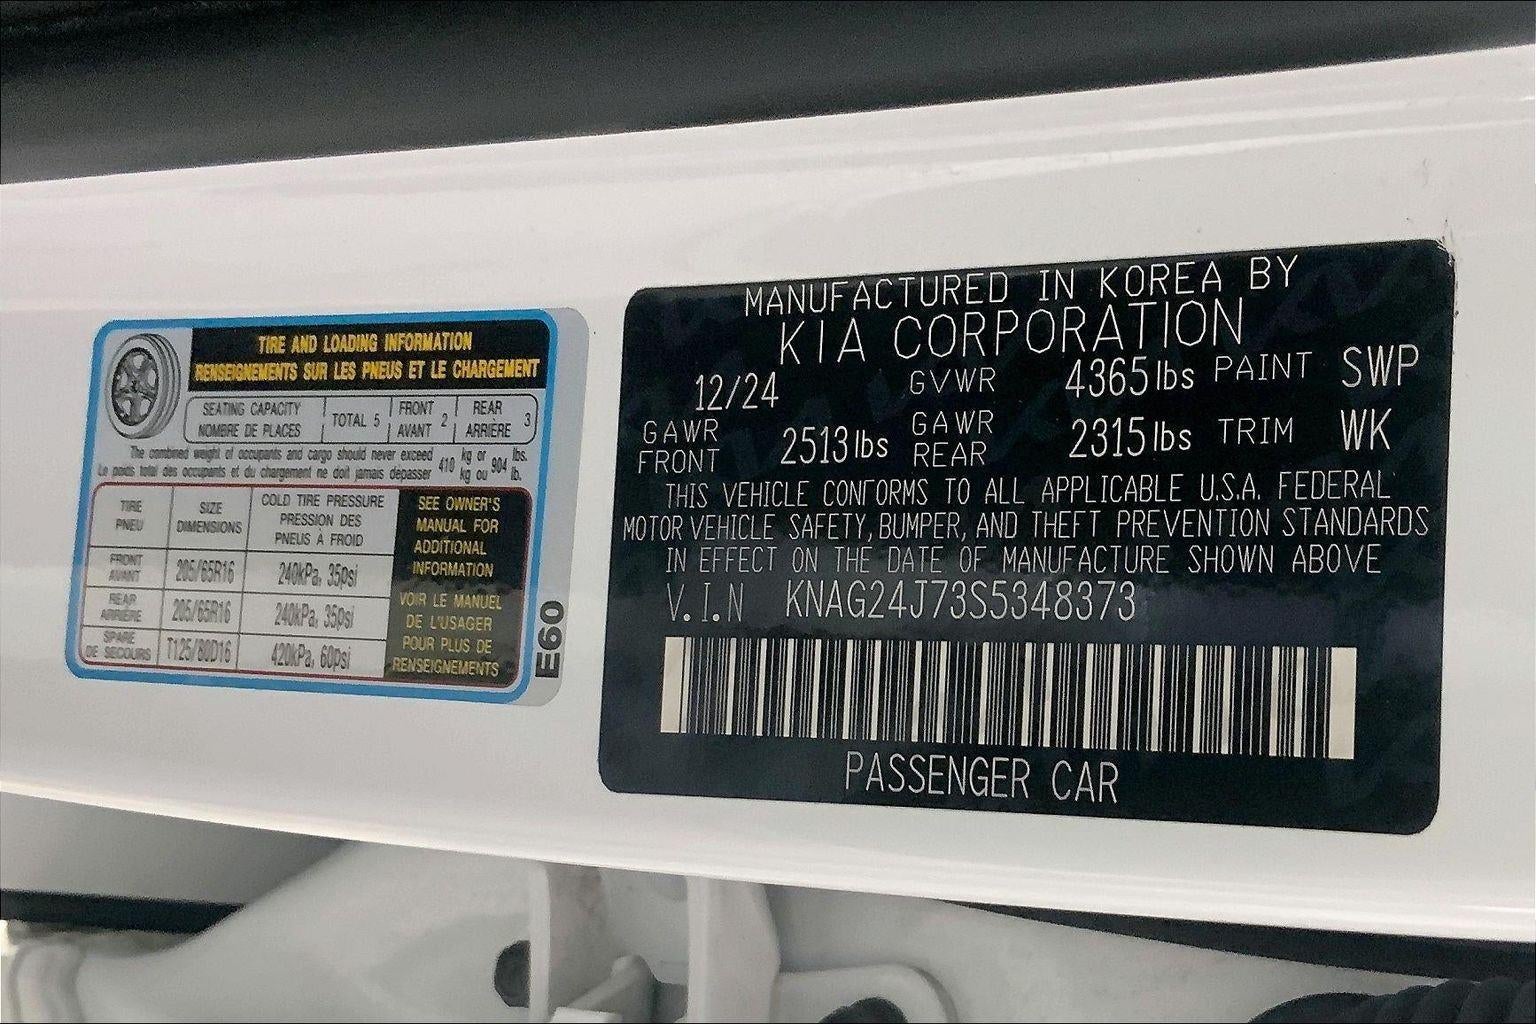 TIRE AND LOADING INFORMATION
RENSEIGNEMENTS SUR LES PNEUS ET LE CHARGEMENT
SEATING CAPACITY
NOMBRE DE PLACES
TOTAL 5
FRONT
AVANT 2
REAR
ARRIÈRE 3
The combined weight of occupants and cargo should never exceed 410 kg or 904 lbs.
Le poids total des occupants et du chargement ne doit jamais dépasser 410 kg ou 904 lb.
TIRE
PNEU
SIZE
DIMENSIONS
COLD TIRE PRESSURE
PRESSION DES
PNEUS À FROID
FRONT
AVANT
205/65R16
240kPa, 35psi
REAR
ARRIÈRE
205/65R16
240kPa, 35psi
SPARE
DE SECOURS
T125/80D16
420kPa, 60psi
SEE OWNER'S
MANUAL FOR
ADDITIONAL
INFORMATION
VOIR LE MANUEL
DE L'USAGER
POUR PLUS DE
RENSEIGNEMENTS
E60
MANUFACTURED IN KOREA BY
KIA CORPORATION
12/24 GVWR 4365lbs PAINT SWP
GAWR FRONT 2513lbs GAWR REAR 2315lbs TRIM WK
THIS VEHICLE CONFORMS TO ALL APPLICABLE U.S.A. FEDERAL
MOTOR VEHICLE SAFETY, BUMPER, AND THEFT PREVENTION STANDARDS
IN EFFECT ON THE DATE OF MANUFACTURE SHOWN ABOVE
V.I.N KNAG24J73S5348373
PASSENGER CAR